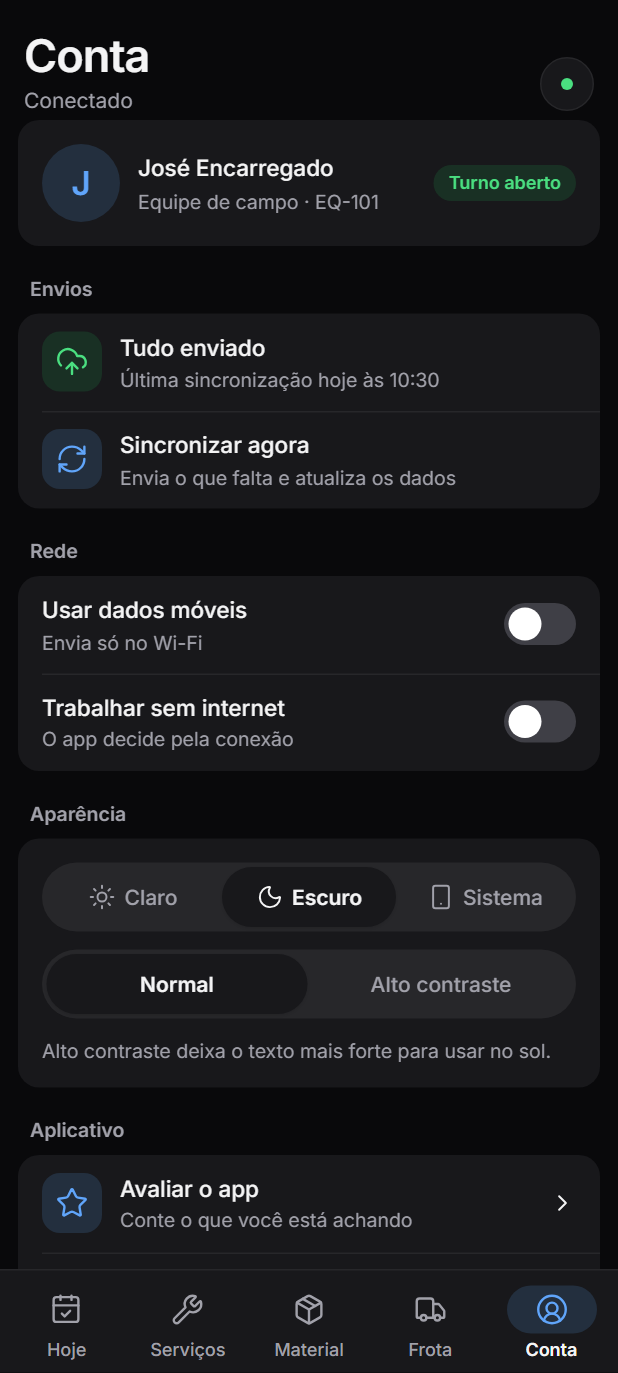 Conta
Conectado
J
José Encarregado
Equipe de campo · EQ-101
Turno aberto
Envios
Tudo enviado
Última sincronização hoje às 10:30
Sincronizar agora
Envia o que falta e atualiza os dados
Rede
Usar dados móveis
Envia só no Wi-Fi
Trabalhar sem internet
O app decide pela conexão
Aparência
Claro
Escuro
Sistema
Normal
Alto contraste
Alto contraste deixa o texto mais forte para usar no sol.
Aplicativo
Avaliar o app
Conte o que você está achando
Hoje
Serviços
Material
Frota
Conta